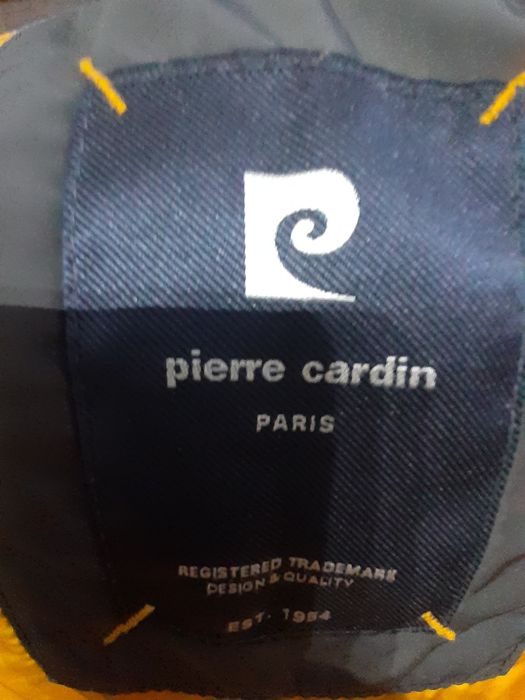 pierre cardin
PARIS
REGISTERED TRADEMARK
DESIGN & QUALITY
EST. 1954